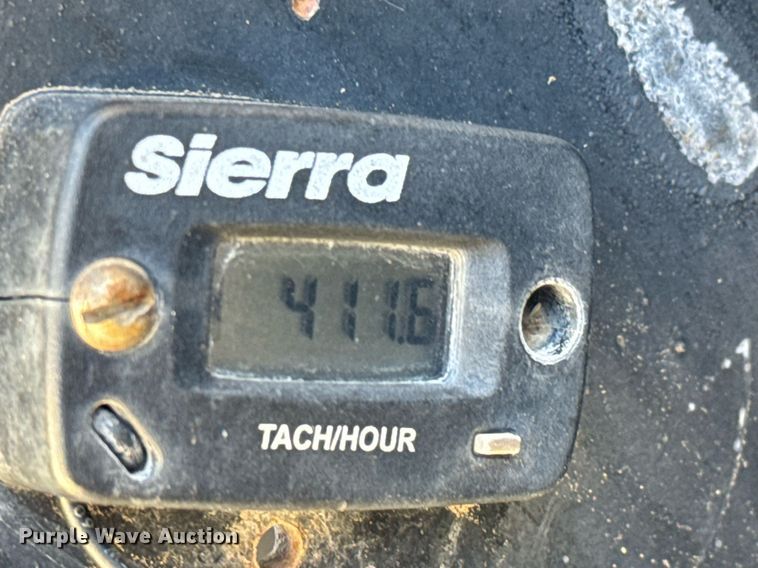 Sierra
411.6
TACH/HOUR
Purple Wave Auction